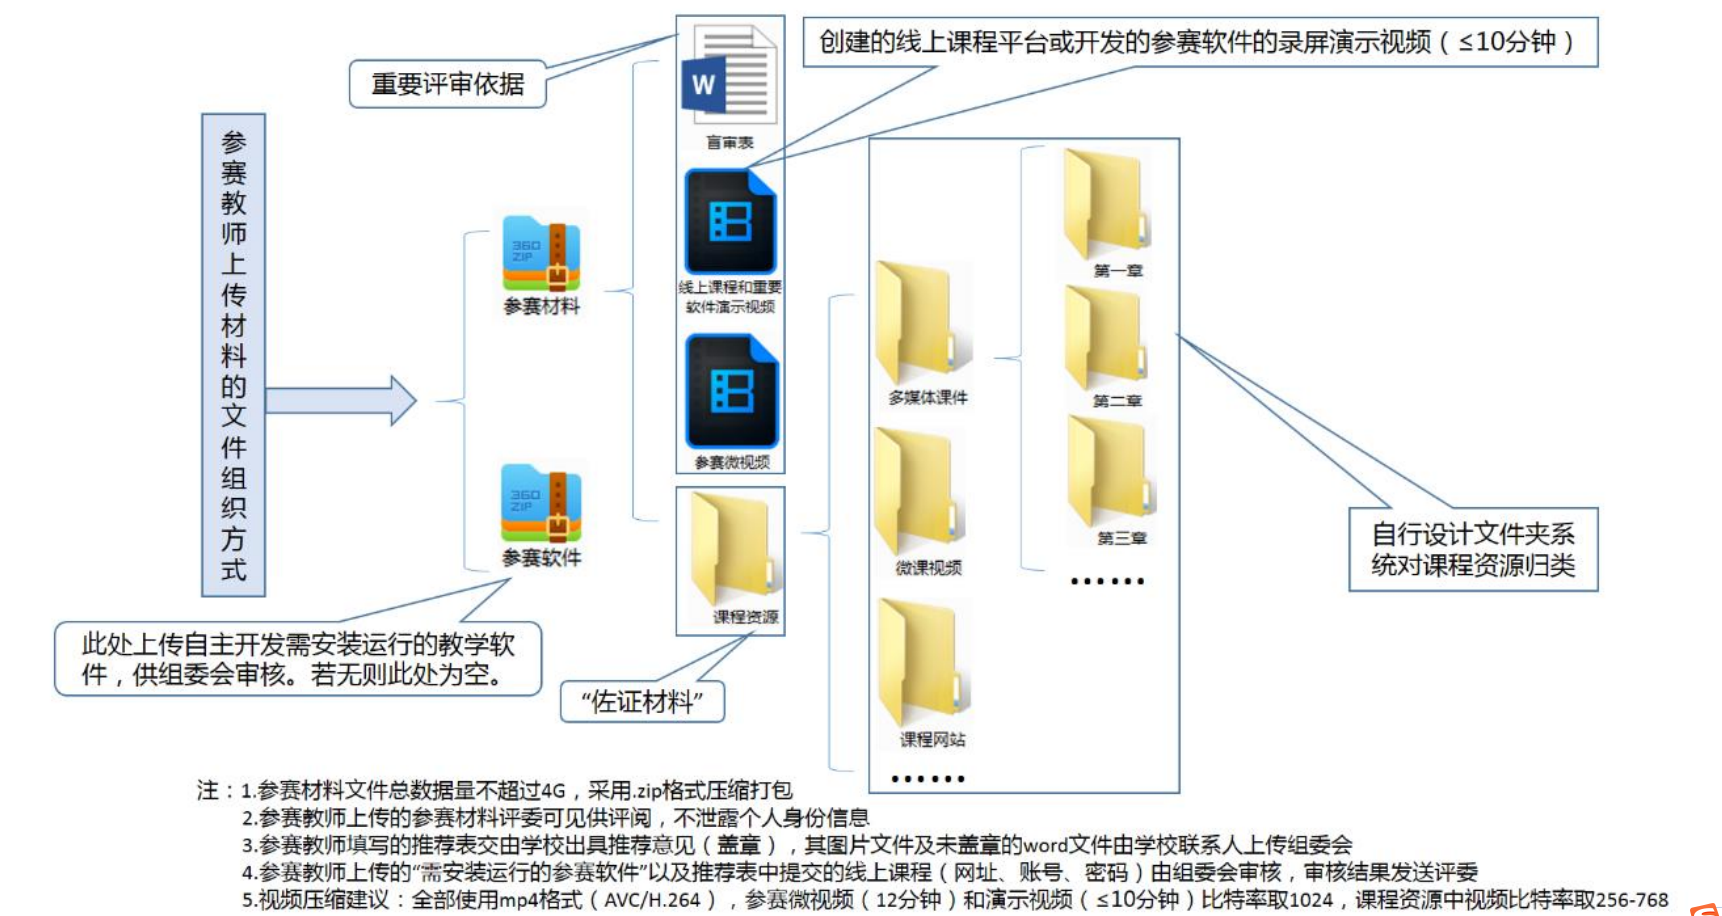 创建的线上课程平台或开发的参赛软件的录屏演示视频（≤10分钟）
重要评审依据
W
盲审表
参赛教师上传材料的文件组织方式
360
ZIP
参赛材料
线上课程和重要
软件演示视频
参赛微视频
360
ZIP
参赛软件
课程资源
此处上传自主开发需安装运行的教学软
件，供组委会审核。若无则此处为空。
“佐证材料”
多媒体课件
微课视频
课程网站
……
第一章
第二章
第三章
……
自行设计文件夹系
统对课程资源归类
注：1.参赛材料文件总数据量不超过4G，采用.zip格式压缩打包
2.参赛教师上传的参赛材料评委可见供评阅，不泄露个人身份信息
3.参赛教师填写的推荐表交由学校出具推荐意见（盖章），其图片文件及未盖章的word文件由学校联系人上传组委会
4.参赛教师上传的“需安装运行的参赛软件”以及推荐表中提交的线上课程（网址、账号、密码）由组委会审核，审核结果发送评委
5.视频压缩建议：全部使用mp4格式（AVC/H.264），参赛微视频（12分钟）和演示视频（≤10分钟）比特率取1024，课程资源中视频比特率取256-768